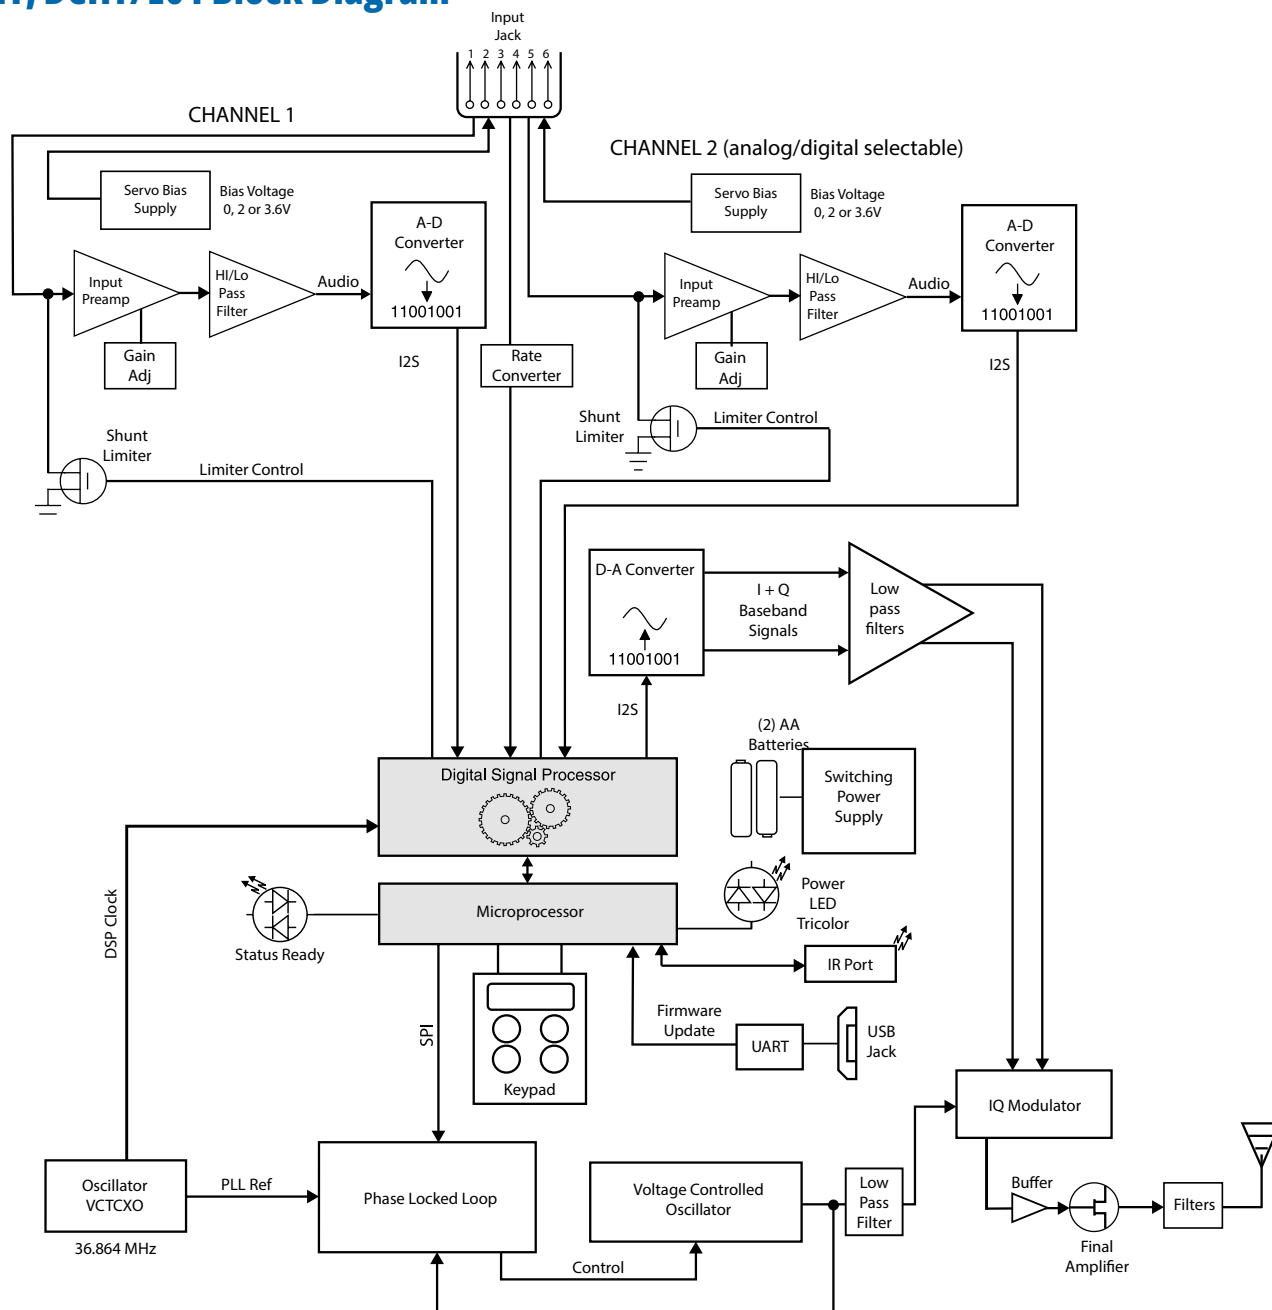 Block Diagram
Input
Jack
1 2 3 4 5 6
CHANNEL 1
CHANNEL 2 (analog/digital selectable)
Servo Bias
Supply
Bias Voltage
0, 2 or 3.6V
Servo Bias
Supply
Bias Voltage
0, 2 or 3.6V
A-D
Converter
11001001
A-D
Converter
11001001
Input
Preamp
HI/Lo
Pass
Filter
Audio
Input
Preamp
HI/Lo
Pass
Filter
Audio
Gain
Adj
I2S
Rate
Converter
Gain
Adj
I2S
Shunt
Limiter
Limiter Control
Shunt
Limiter
Limiter Control
D-A Converter
11001001
I + Q
Baseband
Signals
Low
pass
filters
I2S
(2) AA
Batteries
Switching
Power
Supply
Digital Signal Processor
DSP Clock
Microprocessor
Status Ready
Power
LED
Tricolor
IR Port
Firmware
Update
UART
USB
Jack
SPI
Keypad
IQ Modulator
Oscillator
VCTCXO
36.864 MHz
PLL Ref
Phase Locked Loop
Voltage Controlled
Oscillator
Control
Low
Pass
Filter
Buffer
Final
Amplifier
Filters